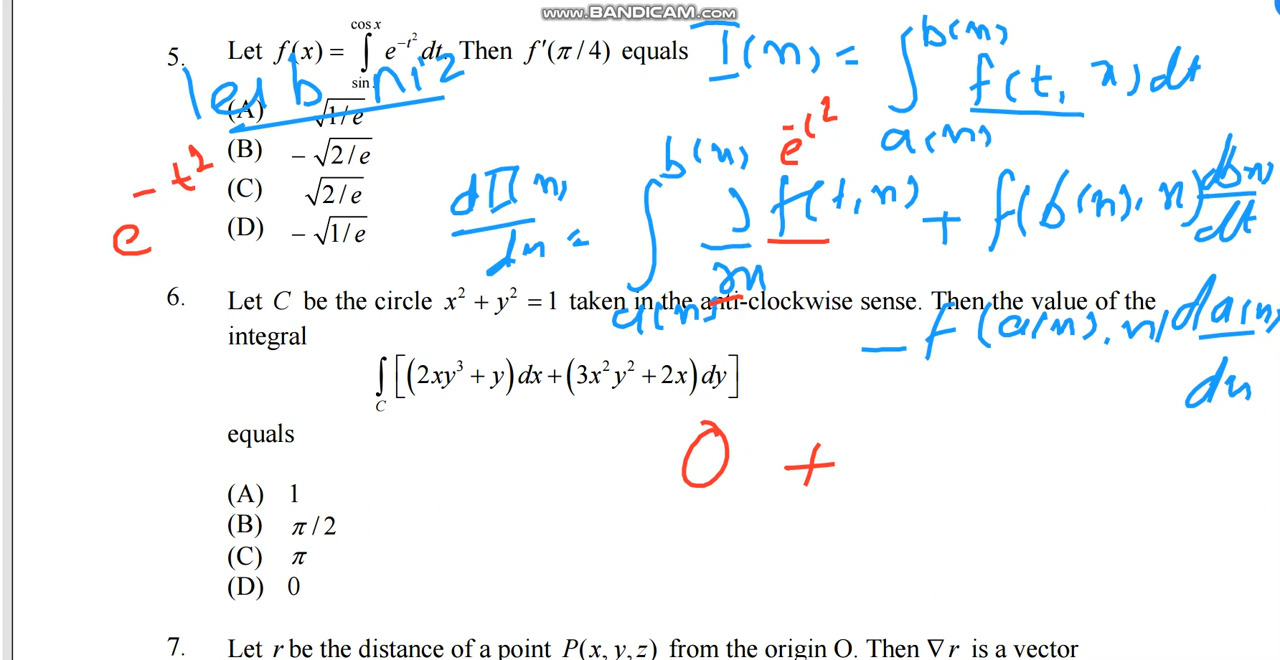 www.BANDICAM.com
5. Let f(x) = ∫_{sin}^{cos x} e^{-t²} dt. Then f′(π/4) equals
I(n) = ∫_{a(n)}^{b(n)} f(t, x) dt
(A) √1/e
(B) −√2/e
(C) √2/e
(D) −√1/e
e^{-t²}
e^{-t²}
dI(n)/dn = ∫_{a(n)}^{b(n)} ∂/∂n f(t, n) + f(b(n), n) db(n)/dt
− f(a(n), n) da(n)/dn
6. Let C be the circle x² + y² = 1 taken in the anti-clockwise sense. Then the value of the
integral
∫_C [(2xy³ + y) dx + (3x²y² + 2x) dy]
equals
0 +
(A) 1
(B) π/2
(C) π
(D) 0
7. Let r be the distance of a point P(x, y, z) from the origin O. Then ∇r is a vector